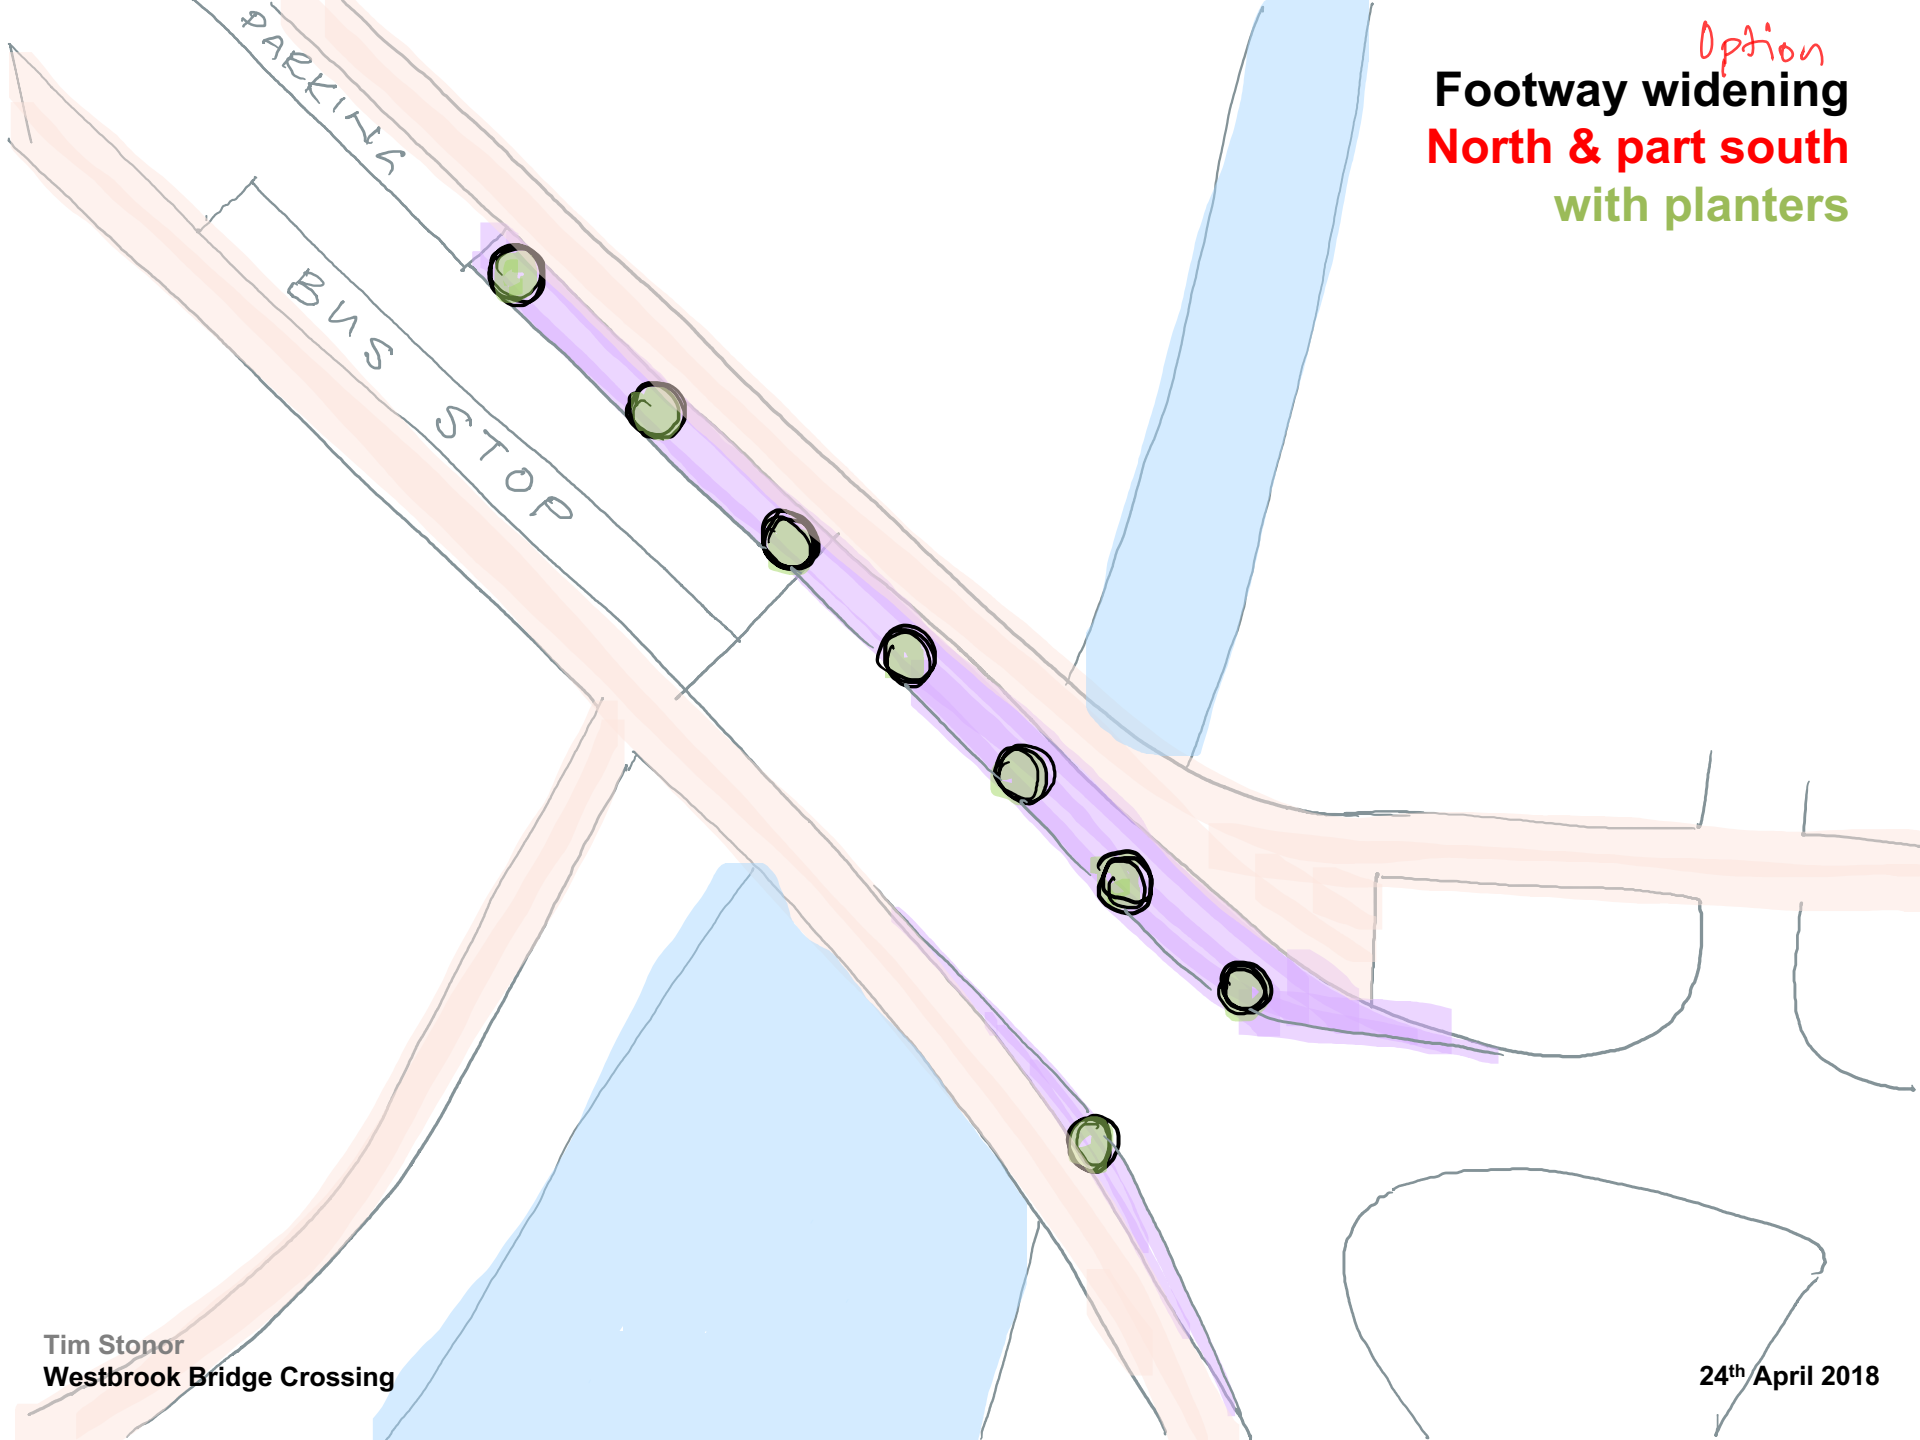 Option
Footway widening
North & part south
with planters
PARKING
BUS STOP
Tim Stonor
Westbrook Bridge Crossing
24th April 2018